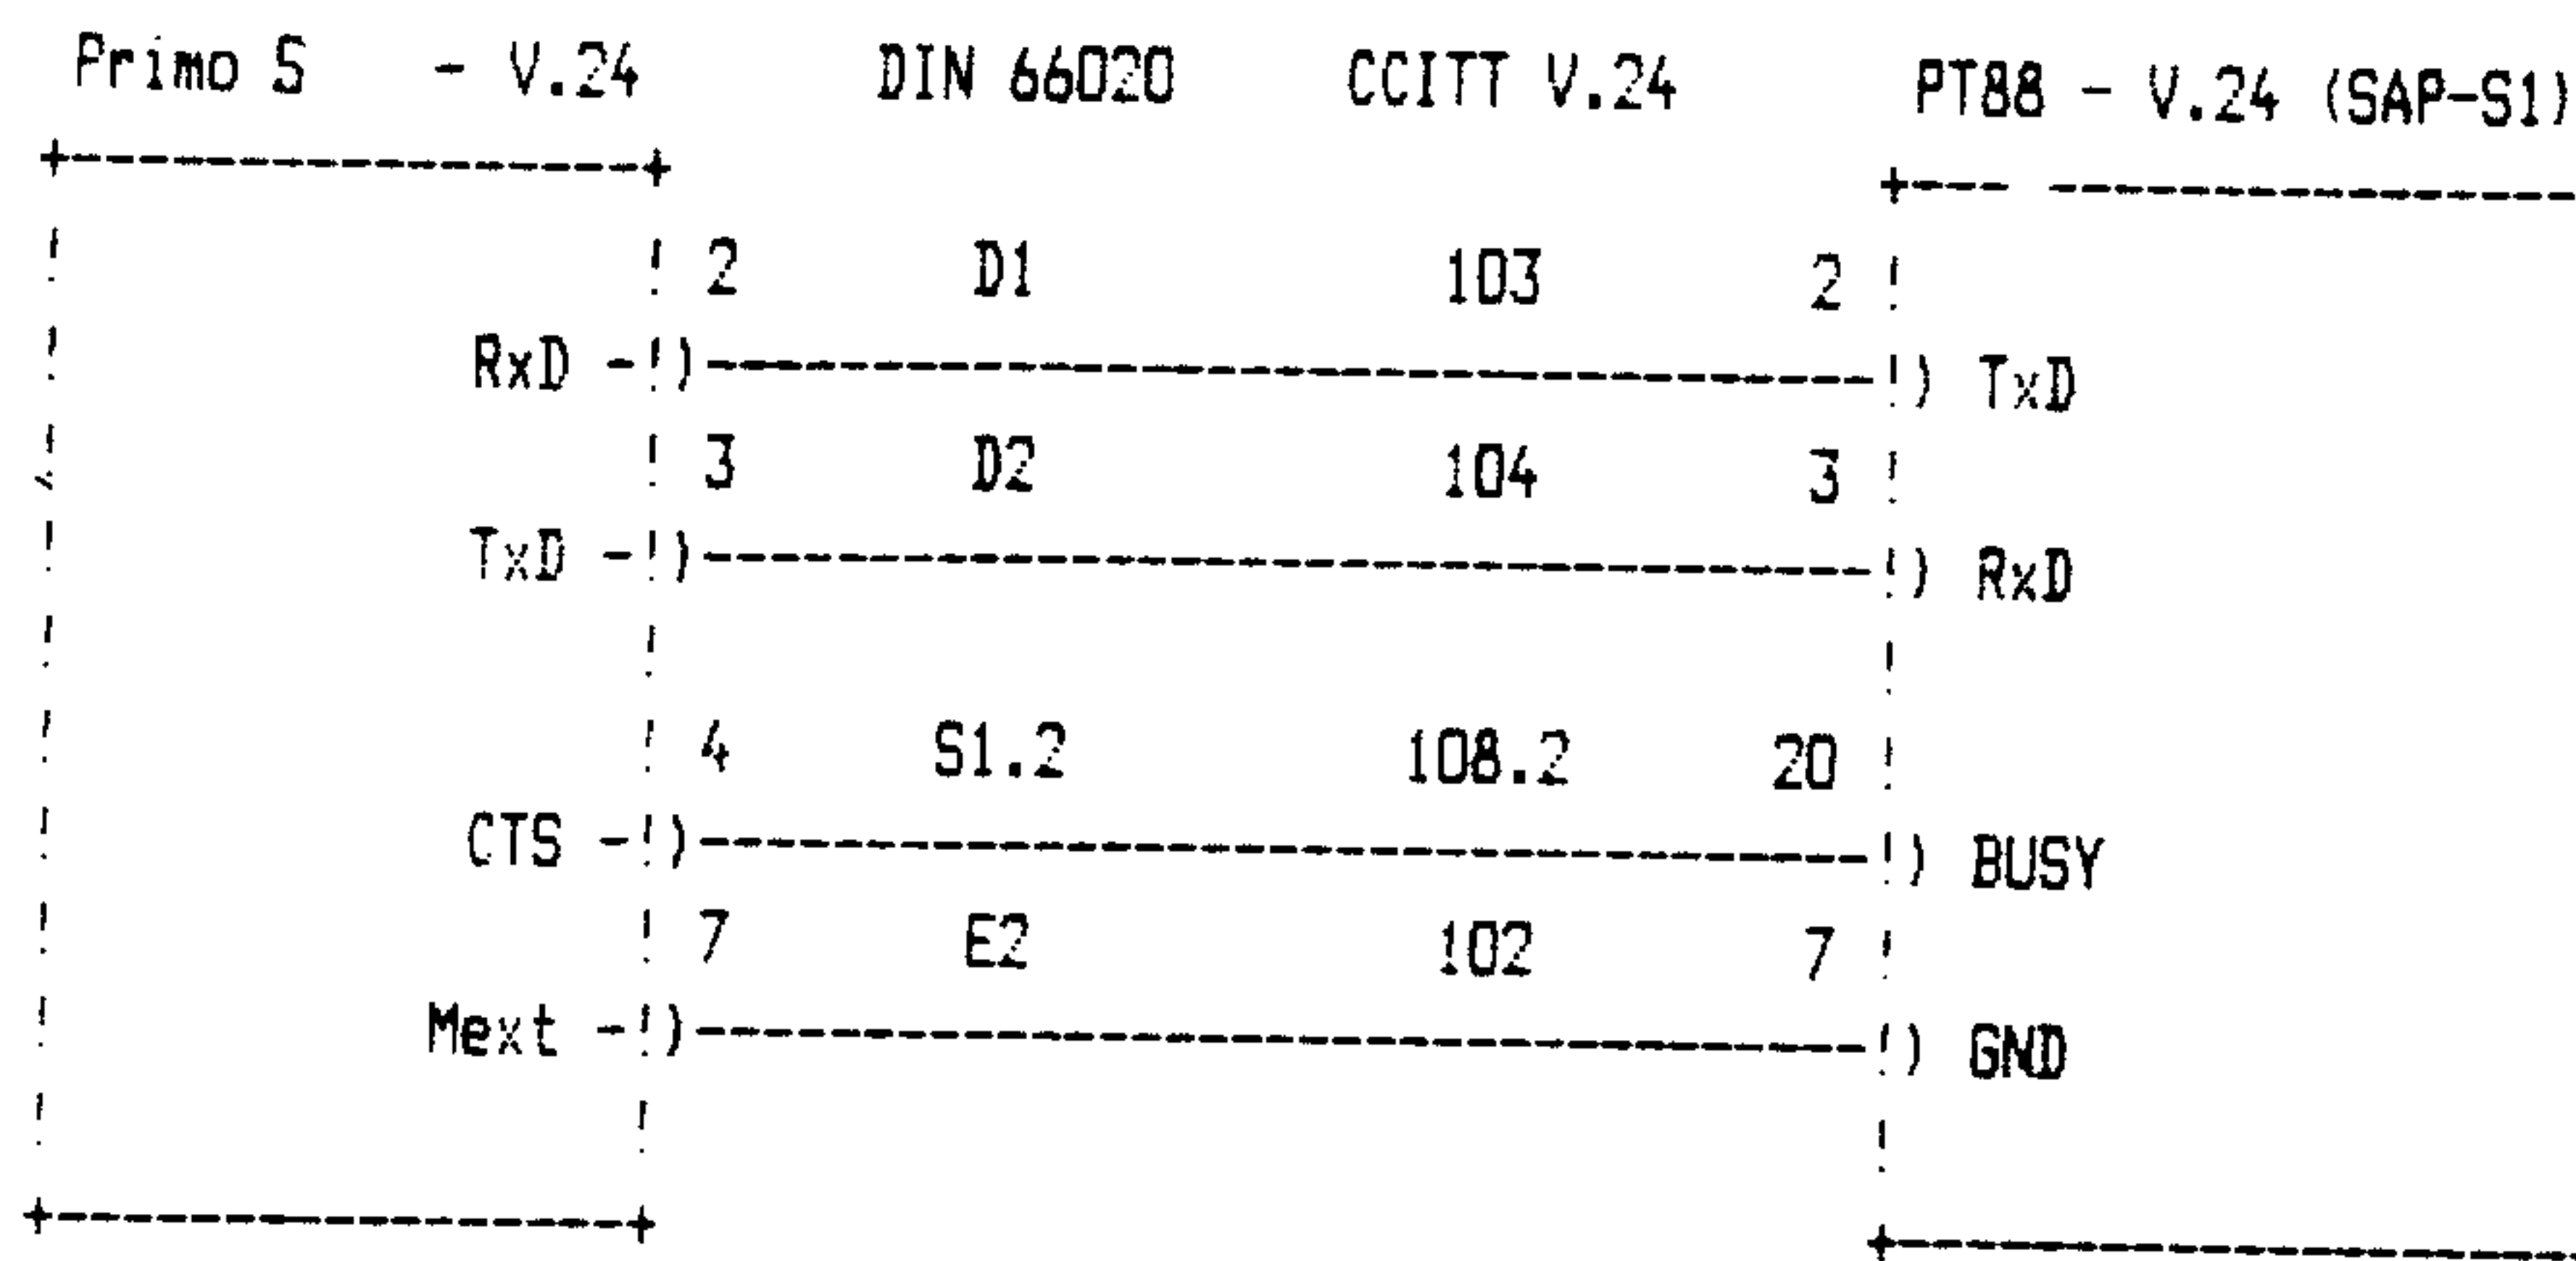 Primo S - V.24 DIN 66020 CCITT V.24 PT88 - V.24 (SAP-S1)
2 D1 103 2
RxD TxD
3 D2 104 3
TxD RxD
4 S1.2 108.2 20
CTS BUSY
7 E2 102 7
Mext GND